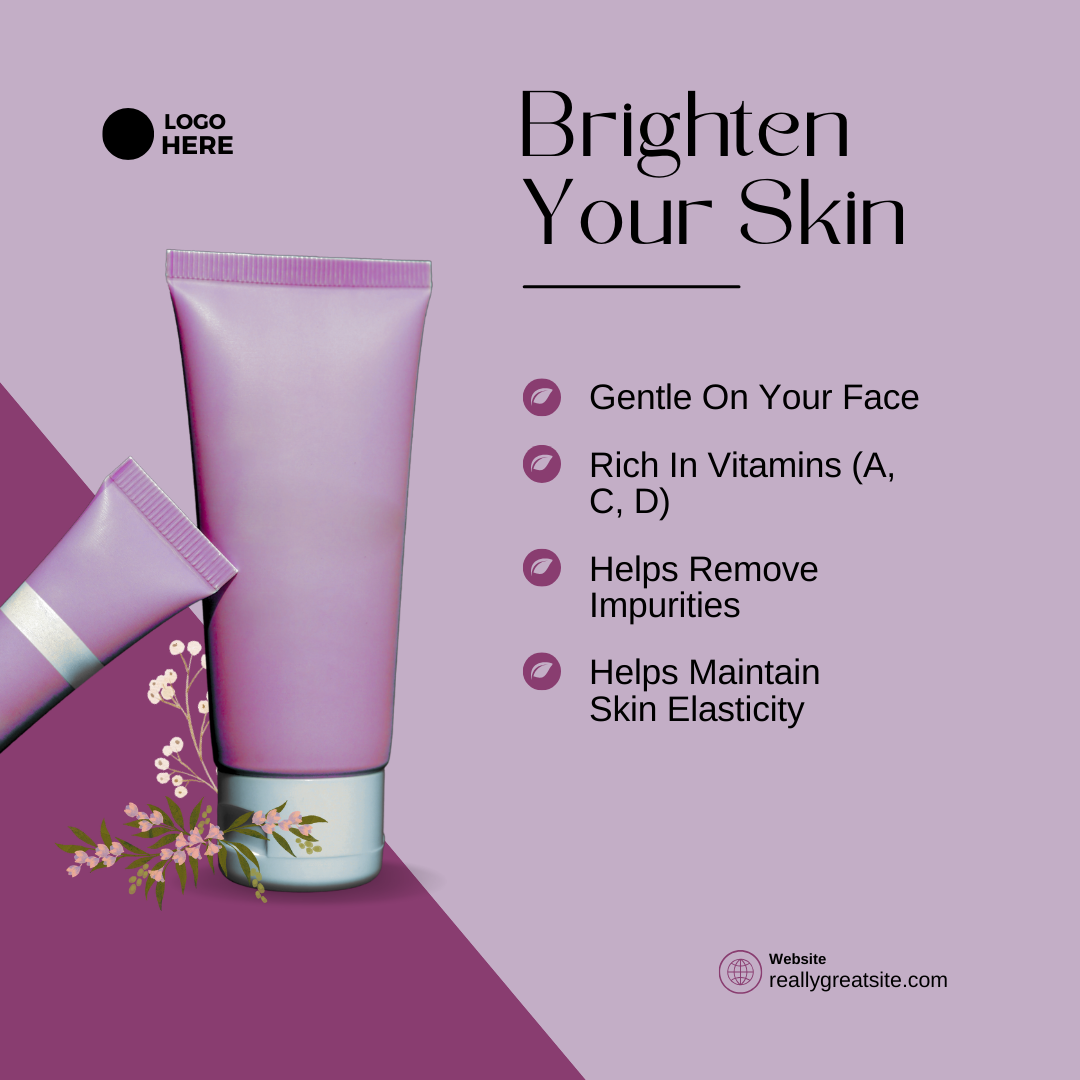 LOGO
HERE
Brighten
Your Skin
Gentle On Your Face
Rich In Vitamins (A,
C, D)
Helps Remove
Impurities
Helps Maintain
Skin Elasticity
Website
reallygreatsite.com